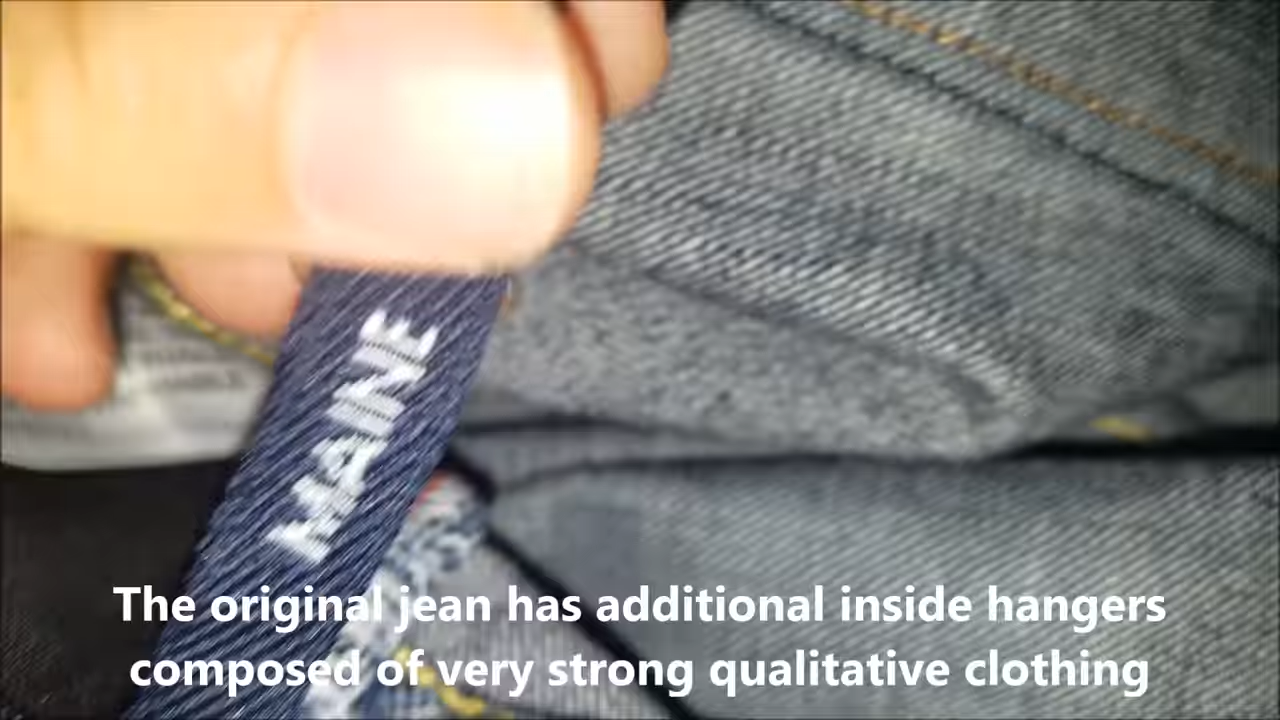 MAINE
The original jean has additional inside hangers
composed of very strong qualitative clothing